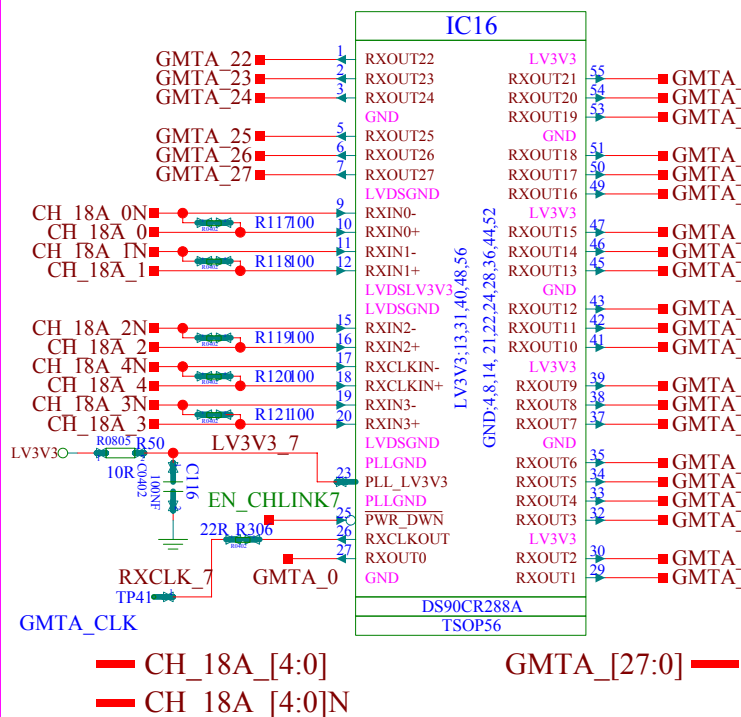 IC16
GMTA_22 1 RXOUT22 LV3V3
GMTA_23 2 RXOUT23 RXOUT21 55 GMTA_
GMTA_24 3 RXOUT24 RXOUT20 54 GMTA_
GND RXOUT19 53 GMTA_
GMTA_25 5 RXOUT25 GND
GMTA_26 6 RXOUT26 RXOUT18 51 GMTA_
GMTA_27 7 RXOUT27 RXOUT17 50 GMTA_
LVDSGND RXOUT16 49 GMTA_
CH_18A_0N 9 RXIN0- LV3V3
R0402 R117 100
CH_18A_0 10 RXIN0+ RXOUT15 47 GMTA_
CH_18A_1N 11 RXIN1- RXOUT14 46 GMTA_
R0402 R118 100
CH_18A_1 12 RXIN1+ RXOUT13 45 GMTA_
LVDSLV3V3 GND
LVDSGND RXOUT12 43 GMTA_
CH_18A_2N 15 RXIN2- RXOUT11 42 GMTA_
R0402 R119 100
CH_18A_2 16 RXIN2+ RXOUT10 41 GMTA_
CH_18A_4N 17 RXCLKIN- LV3V3
R0402 R120 100
CH_18A_4 18 RXCLKIN+ RXOUT9 39 GMTA_
CH_18A_3N 19 RXIN3- RXOUT8 38 GMTA_
R0402 R121 100
CH_18A_3 20 RXIN3+ RXOUT7 37 GMTA_
LV3V3;13,31,40,48,56
GND;4,8,14, 21,22,24,28,36,44,52
LVDSGND GND
LV3V3 R0805 R50 LV3V3_7
10R
C116
C0402
100NF
PLLGND RXOUT6 35 GMTA_
23 PLL_LV3V3 RXOUT5 34 GMTA_
EN_CHLINK7 PLLGND RXOUT4 33 GMTA_
25 PWR_DWN RXOUT3 32 GMTA_
22R R306 R0402 26 RXCLKOUT LV3V3
GMTA_0 27 RXOUT0 RXOUT2 30 GMTA_
RXCLK_7 GND RXOUT1 29 GMTA_
TP41
GMTA_CLK
DS90CR288A
TSOP56
CH_18A_[4:0] GMTA_[27:0]
CH_18A_[4:0]N